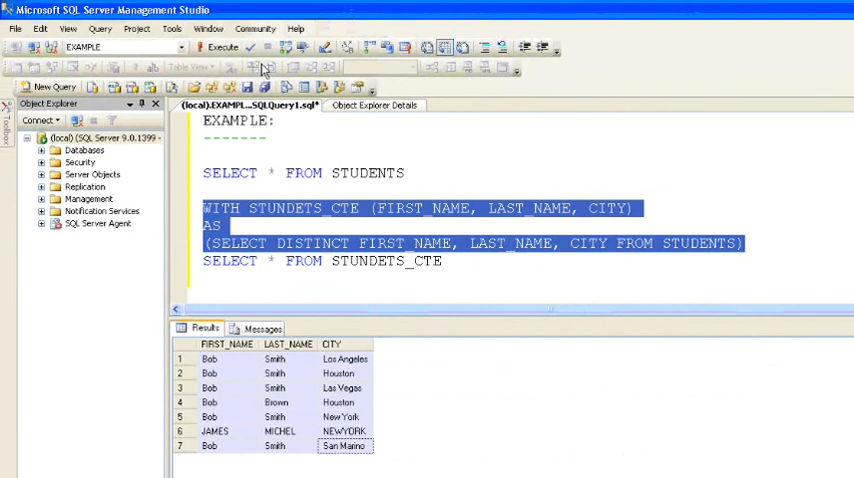 Microsoft SQL Server Management Studio
File Edit View Project Tools Window Community Help
EXAMPLE Execute
Table View
New Query
Object Explorer
(local).EXAMPL...SQLQuery1.sql* Object Explorer Details
Toolbox
Connect
(local) (SQL Server 9.0.1399 -
Databases
Security
Server Objects
Replication
Management
Notification Services
SQL Server Agent
EXAMPLE:
-------
SELECT * FROM STUDENTS
WITH STUNDETS_CTE (FIRST_NAME, LAST_NAME, CITY)
AS
(SELECT DISTINCT FIRST_NAME, LAST_NAME, CITY FROM STUDENTS)
SELECT * FROM STUNDETS_CTE
Results Messages
FIRST_NAME LAST_NAME CITY
1 Bob Smith Los Angeles
2 Bob Smith Houston
3 Bob Smith Las Vegas
4 Bob Brown Houston
5 Bob Smith New York
6 JAMES MICHEL NEWYORK
7 Bob Smith San Marino